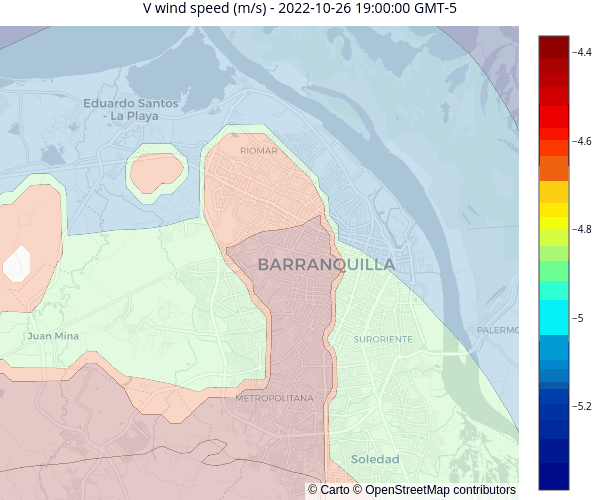 V wind speed (m/s) - 2022-10-26 19:00:00 GMT-5
Eduardo Santos
- La Playa
RIOMAR
BARRANQUILLA
Juan Mina
SURORIENTE
PALERMO
METROPOLITANA
Soledad
−4.4
−4.6
−4.8
−5
−5.2
© Carto © OpenStreetMap contributors